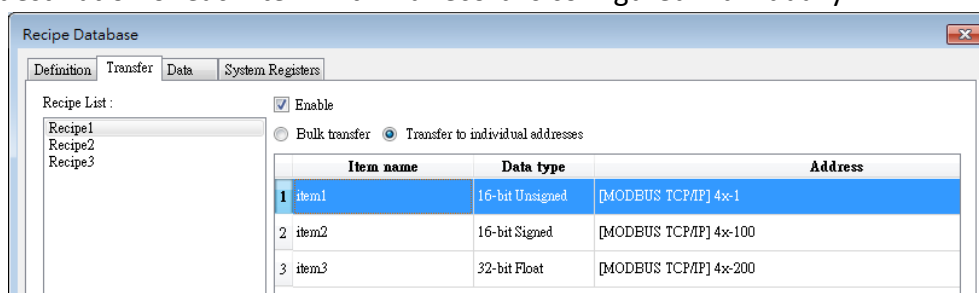 Recipe Database
Definition Transfer Data System Registers
Recipe List :
Recipe1
Recipe2
Recipe3
Enable
Bulk transfer Transfer to individual addresses
Item name Data type Address
1 item1 16-bit Unsigned [MODBUS TCP/IP] 4x-1
2 item2 16-bit Signed [MODBUS TCP/IP] 4x-100
3 item3 32-bit Float [MODBUS TCP/IP] 4x-200